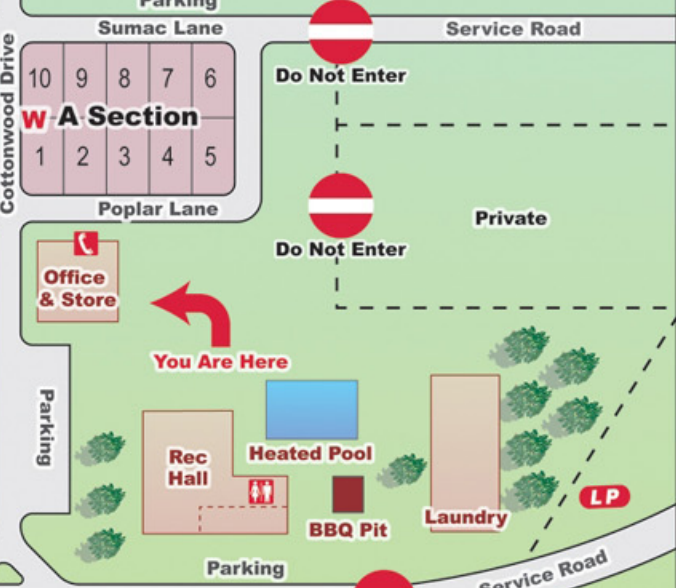 Parking
Sumac Lane
Service Road
Cottonwood Drive
Do Not Enter
10 9 8 7 6
W A Section
1 2 3 4 5
Poplar Lane
Private
Do Not Enter
Office
& Store
You Are Here
Parking
Heated Pool
Rec
Hall
LP
Laundry
BBQ Pit
Parking
Service Road